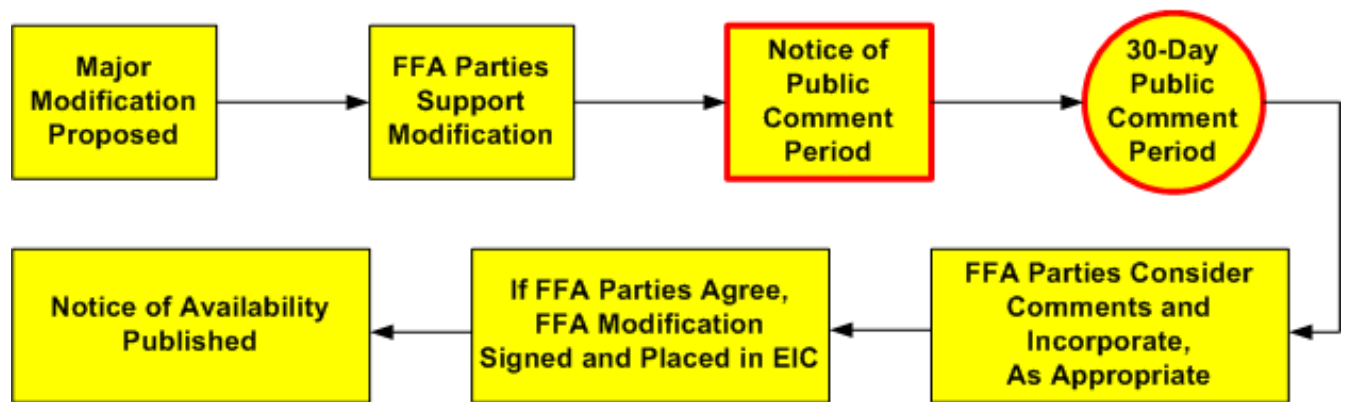 Major
Modification
Proposed
FFA Parties
Support
Modification
Notice of
Public
Comment
Period
30-Day
Public
Comment
Period
FFA Parties Consider
Comments and
Incorporate,
As Appropriate
If FFA Parties Agree,
FFA Modification
Signed and Placed in EIC
Notice of Availability
Published